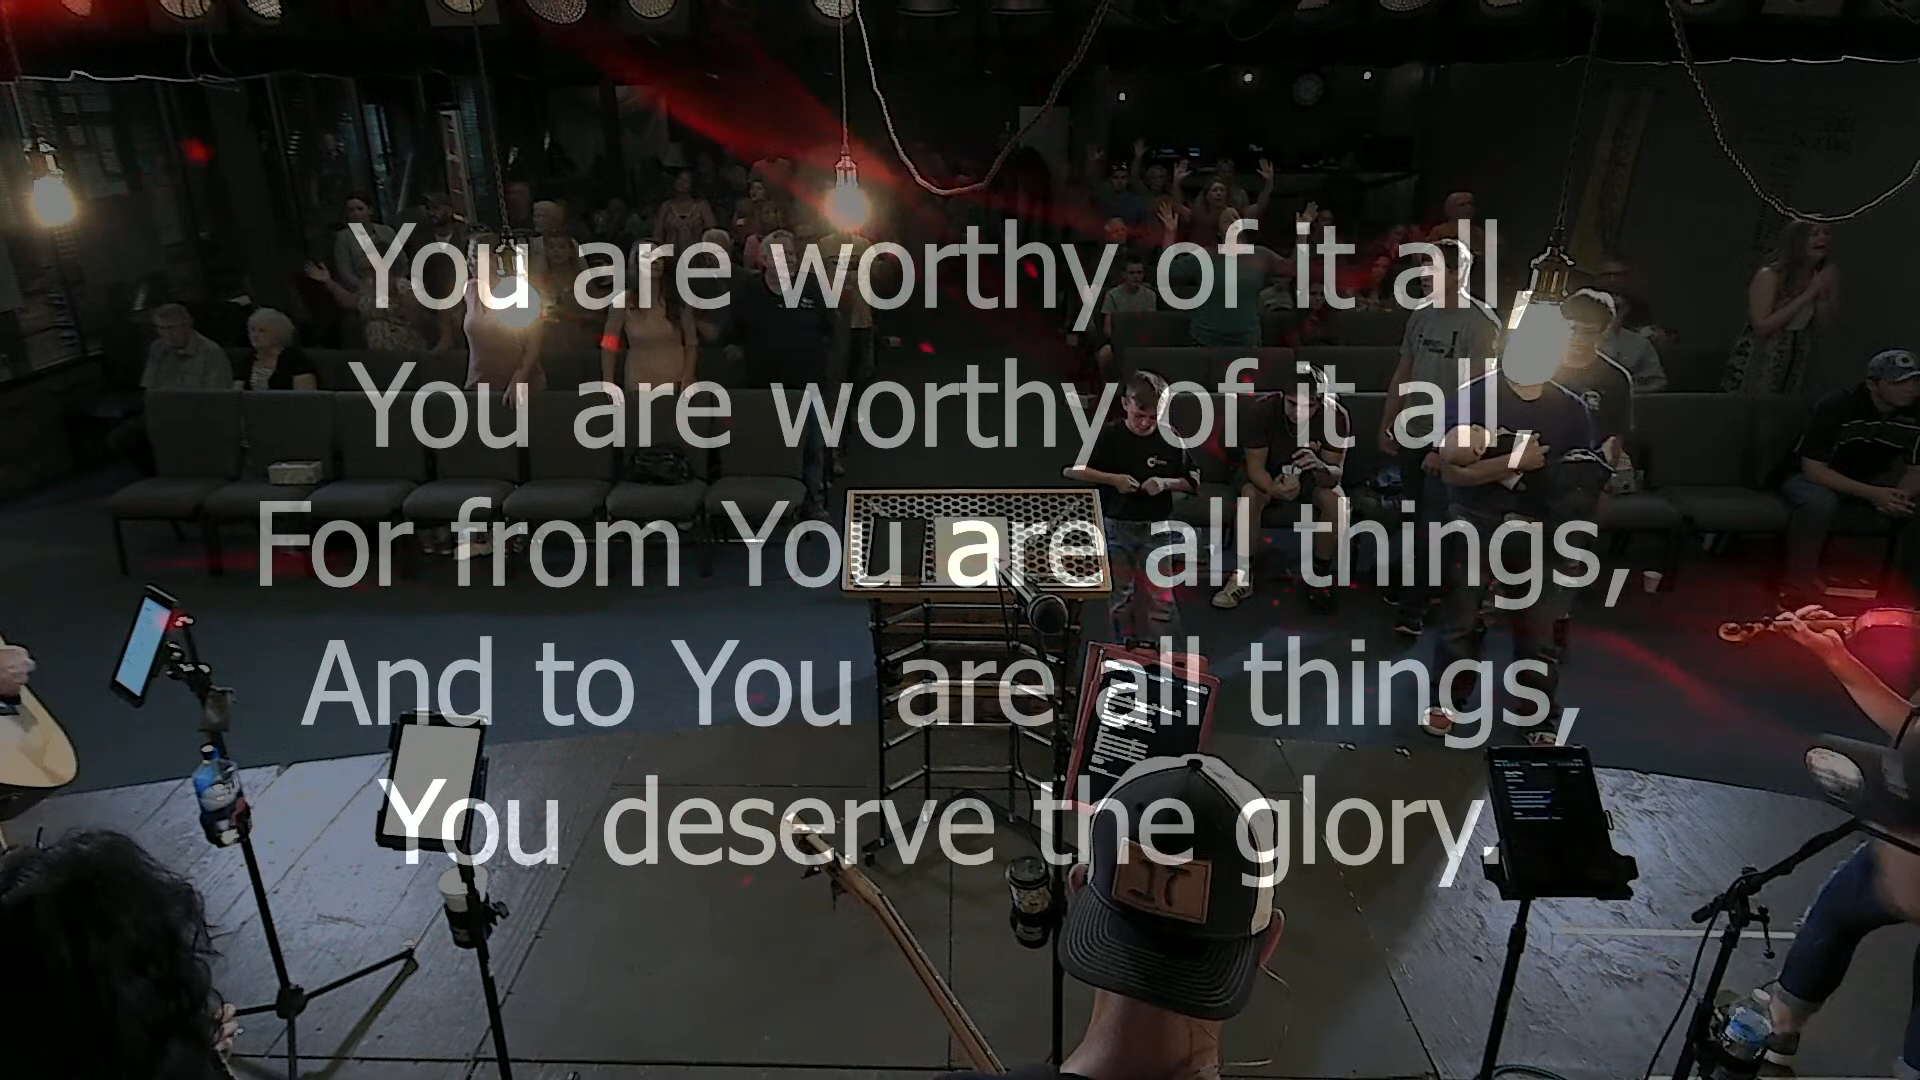 You are worthy of it all,
You are worthy of it all,
For from You are all things,
And to You are all things,
You deserve the glory.